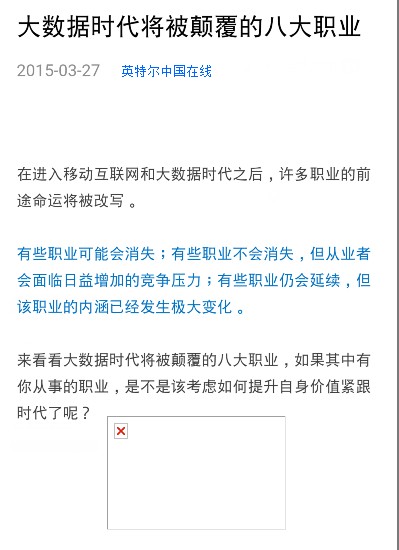 大数据时代将被颠覆的八大职业
2015-03-27 英特尔中国在线
在进入移动互联网和大数据时代之后，许多职业的前
途命运将被改写。
有些职业可能会消失；有些职业不会消失，但从业者
会面临日益增加的竞争压力；有些职业仍会延续，但
该职业的内涵已经发生极大变化。
来看看大数据时代将被颠覆的八大职业，如果其中有
你从事的职业，是不是该考虑如何提升自身价值紧跟
时代了呢？